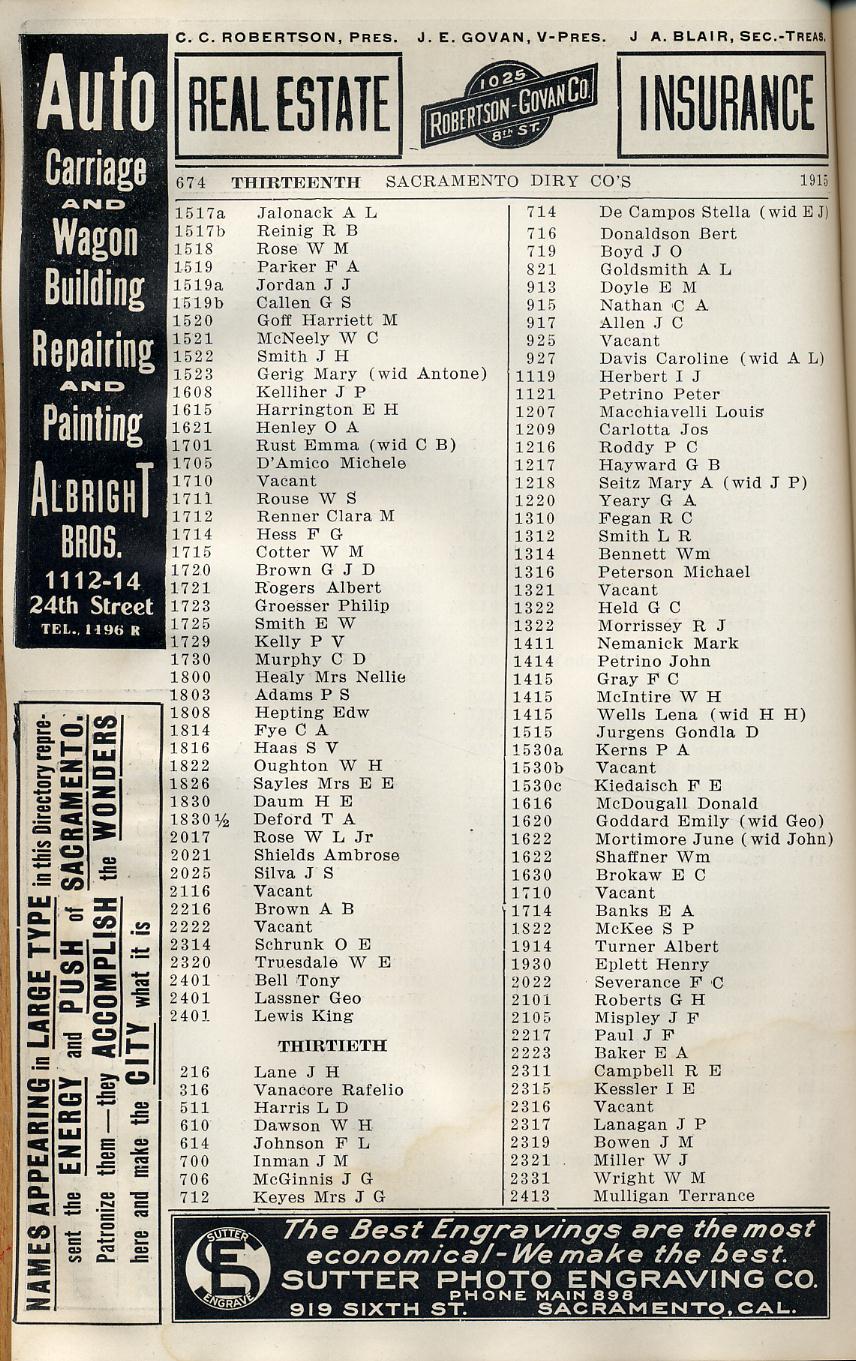 C. C. ROBERTSON, PRES. J. E. GOVAN, V-PRES. J A. BLAIR, SEC.-TREAS.
REAL ESTATE
1025
ROBERTSON-GOVAN CO.
8th ST.
INSURANCE
674 THIRTEENTH SACRAMENTO DIRY CO'S 1915
Auto
Carriage
AND
Wagon
Building
Repairing
AND
Painting
ALBRIGHT
BROS.
1112-14
24th Street
TEL., 1496 R
NAMES APPEARING in LARGE TYPE in this Directory repre-
sent the ENERGY and PUSH of SACRAMENTO.
Patronize them—they ACCOMPLISH the WONDERS
here and make the CITY what it is
1517a Jalonack A L
1517b Reinig R B
1518 Rose W M
1519 Parker F A
1519a Jordan J J
1519b Callen G S
1520 Goff Harriett M
1521 McNeely W C
1522 Smith J H
1523 Gerig Mary (wid Antone)
1608 Kelliher J P
1615 Harrington E H
1621 Henley O A
1701 Rust Emma (wid C B)
1705 D'Amico Michele
1710 Vacant
1711 Rouse W S
1712 Renner Clara M
1714 Hess F G
1715 Cotter W M
1720 Brown G J D
1721 Rogers Albert
1723 Groesser Philip
1725 Smith E W
1729 Kelly P V
1730 Murphy C D
1800 Healy Mrs Nellie
1803 Adams P S
1808 Hepting Edw
1814 Fye C A
1816 Haas S V
1822 Oughton W H
1826 Sayles Mrs E E
1830 Daum H E
1830½ Deford T A
2017 Rose W L Jr
2021 Shields Ambrose
2025 Silva J S
2116 Vacant
2216 Brown A B
2222 Vacant
2314 Schrunk O E
2320 Truesdale W E
2401 Bell Tony
2401 Lassner Geo
2401 Lewis King
THIRTIETH
216 Lane J H
316 Vanacore Rafelio
511 Harris L D
610 Dawson W H
614 Johnson F L
700 Inman J M
706 McGinnis J G
712 Keyes Mrs J G
714 De Campos Stella (wid E J)
716 Donaldson Bert
719 Boyd J O
821 Goldsmith A L
913 Doyle E M
915 Nathan C A
917 Allen J C
925 Vacant
927 Davis Caroline (wid A L)
1119 Herbert I J
1121 Petrino Peter
1207 Macchiavelli Louis
1209 Carlotta Jos
1216 Roddy P C
1217 Hayward G B
1218 Seitz Mary A (wid J P)
1220 Yeary G A
1310 Fegan R C
1312 Smith L R
1314 Bennett Wm
1316 Peterson Michael
1321 Vacant
1322 Held G C
1322 Morrissey R J
1411 Nemanick Mark
1414 Petrino John
1415 Gray F C
1415 McIntire W H
1415 Wells Lena (wid H H)
1515 Jurgens Gondla D
1530a Kerns P A
1530b Vacant
1530c Kiedaisch F E
1616 McDougall Donald
1620 Goddard Emily (wid Geo)
1622 Mortimore June (wid John)
1622 Shaffner Wm
1630 Brokaw E C
1710 Vacant
1714 Banks E A
1822 McKee S P
1914 Turner Albert
1930 Eplett Henry
2022 Severance F C
2101 Roberts G H
2105 Mispley J F
2217 Paul J F
2223 Baker E A
2311 Campbell R E
2315 Kessler I E
2316 Vacant
2317 Lanagan J P
2319 Bowen J M
2321 Miller W J
2331 Wright W M
2413 Mulligan Terrance
SUTTER
SE
ENGRAVE
The Best Engravings are the most
economical-We make the best.
SUTTER PHOTO ENGRAVING CO.
PHONE MAIN 898
919 SIXTH ST. SACRAMENTO, CAL.